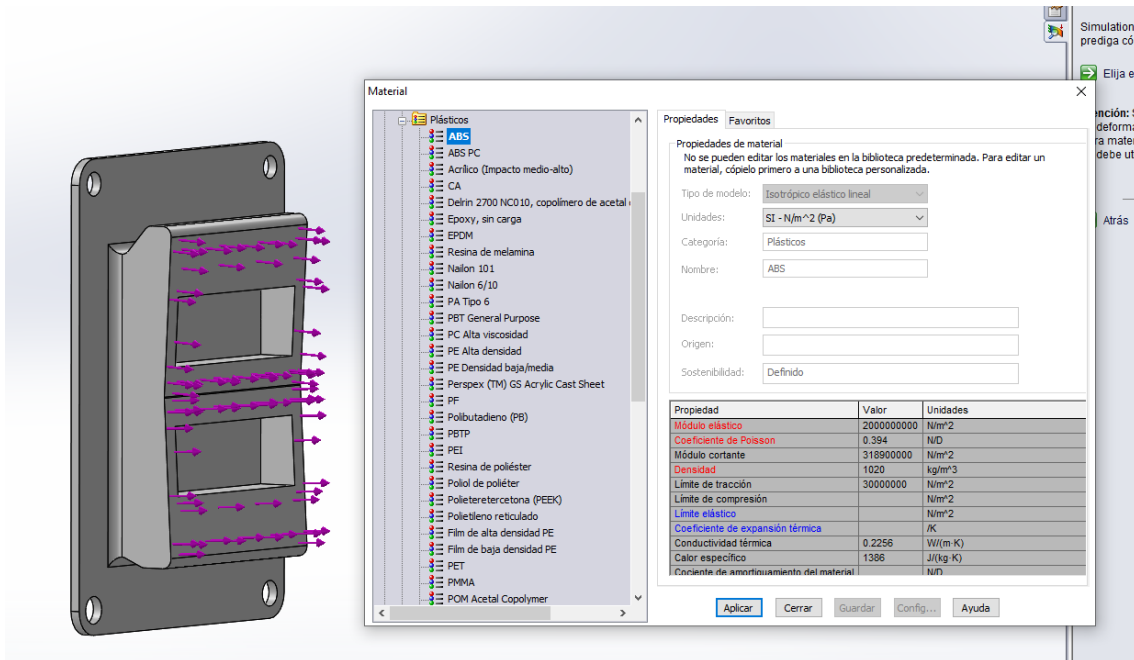 Simulation
prediga có
Elija e
ención: S
deforma
ra mater
debe ut
Atrás
Material
Plásticos
ABS
ABS PC
Acrílico (Impacto medio-alto)
CA
Delrin 2700 NC010, copolímero de acetal
Epoxy, sin carga
EPDM
Resina de melamina
Nailon 101
Nailon 6/10
PA Tipo 6
PBT General Purpose
PC Alta viscosidad
PE Alta densidad
PE Densidad baja/media
Perspex (TM) GS Acrylic Cast Sheet
PF
Polibutadieno (PB)
PBTP
PEI
Resina de poliéster
Poliol de poliéter
Polieteretercetona (PEEK)
Polietileno reticulado
Film de alta densidad PE
Film de baja densidad PE
PET
PMMA
POM Acetal Copolymer
Propiedades Favoritos
Propiedades de material
No se pueden editar los materiales en la biblioteca predeterminada. Para editar un
material, cópielo primero a una biblioteca personalizada.
Tipo de modelo: Isotrópico elástico lineal
Unidades: SI - N/m^2 (Pa)
Categoría: Plásticos
Nombre: ABS
Descripción:
Origen:
Sostenibilidad: Definido
Propiedad Valor Unidades
Módulo elástico 2000000000 N/m^2
Coeficiente de Poisson 0.394 N/D
Módulo cortante 318900000 N/m^2
Densidad 1020 kg/m^3
Límite de tracción 30000000 N/m^2
Límite de compresión N/m^2
Límite elástico N/m^2
Coeficiente de expansión térmica /K
Conductividad térmica 0.2256 W/(m·K)
Calor específico 1386 J/(kg·K)
Cociente de amortiguamiento del material N/D
Aplicar Cerrar Guardar Config... Ayuda